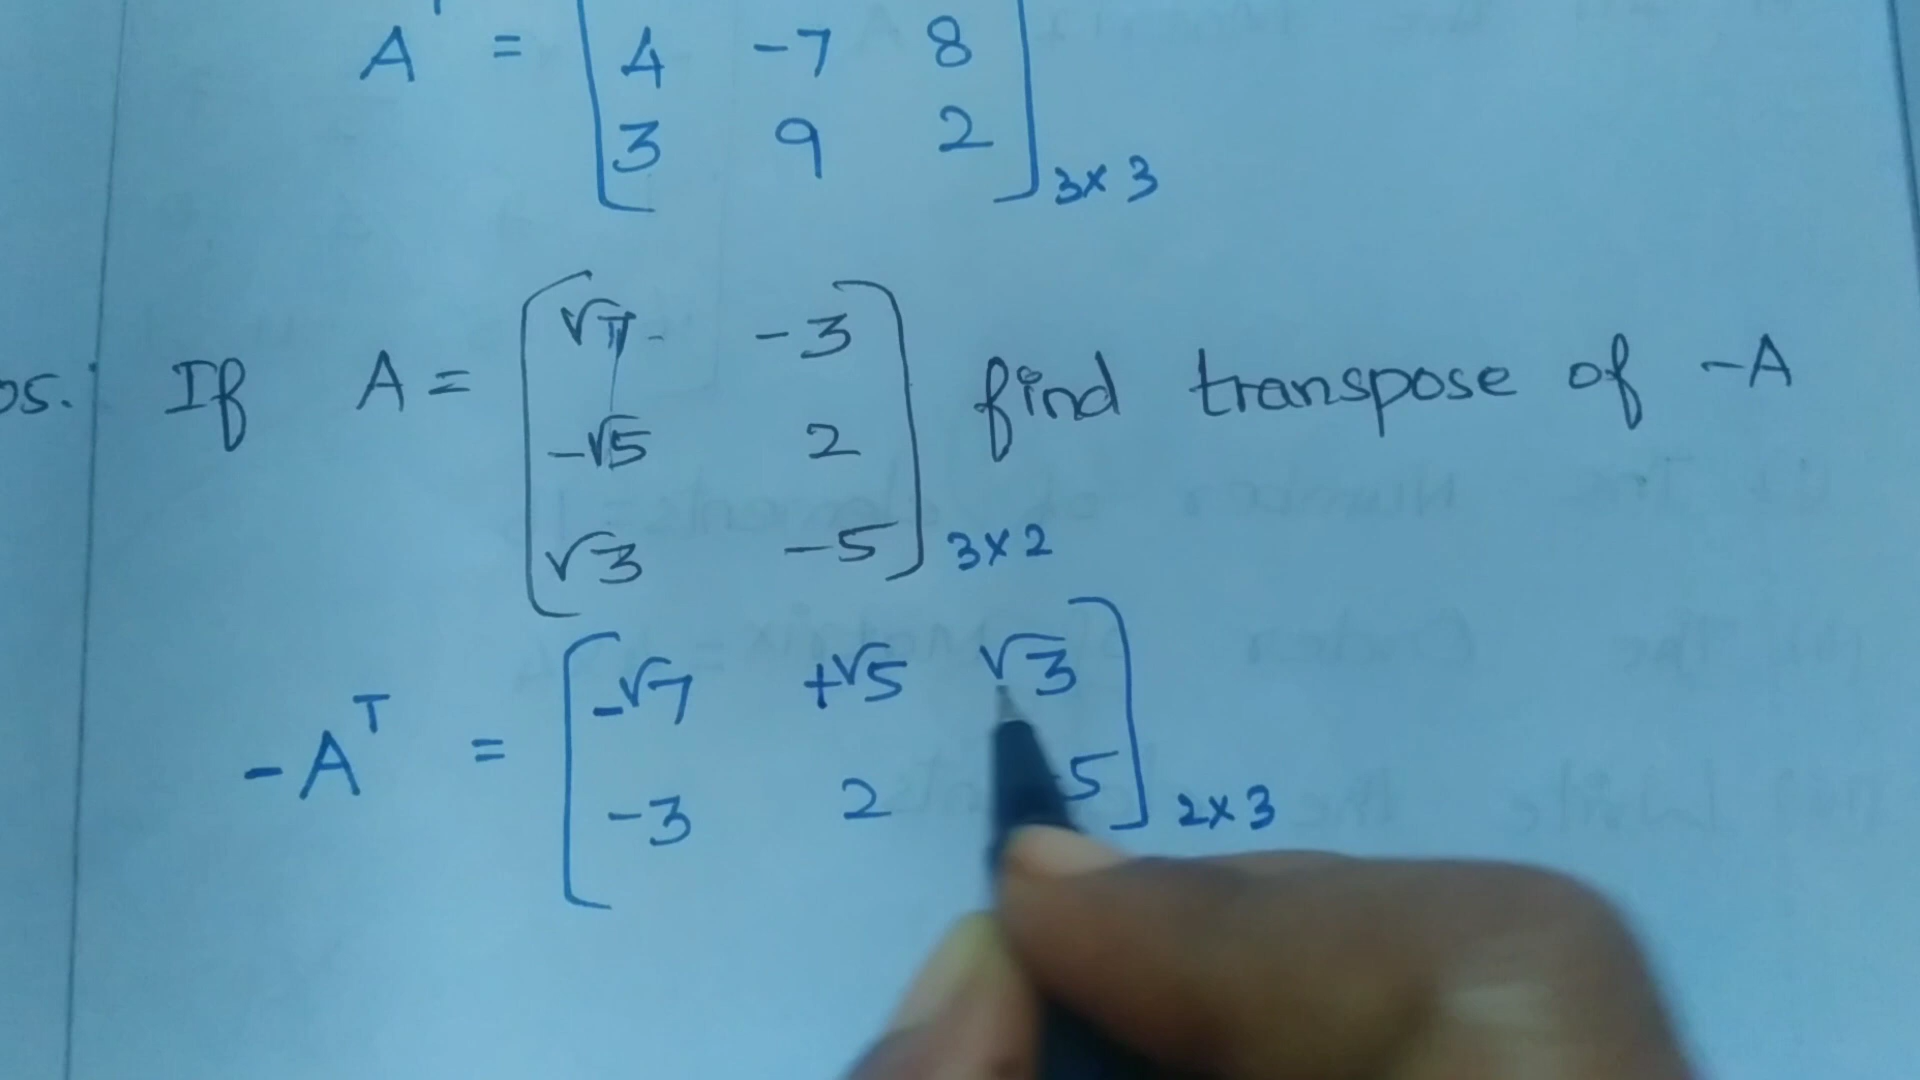 A^T = [4 -7 8
3 9 2]3×3
05. If A = [√7 -3
-√5 2
√3 -5]3×2 find transpose of -A
-A^T = [-√7 +√5 √3
-3 2 -5]2×3